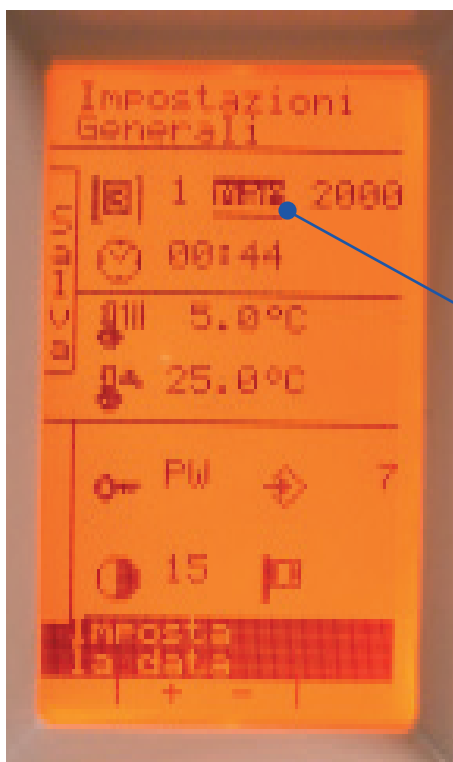 Impostazioni
Generali
1 2000
00:44
5.0°C
25.0°C
PW 7
15
Imposta
la data
+ -